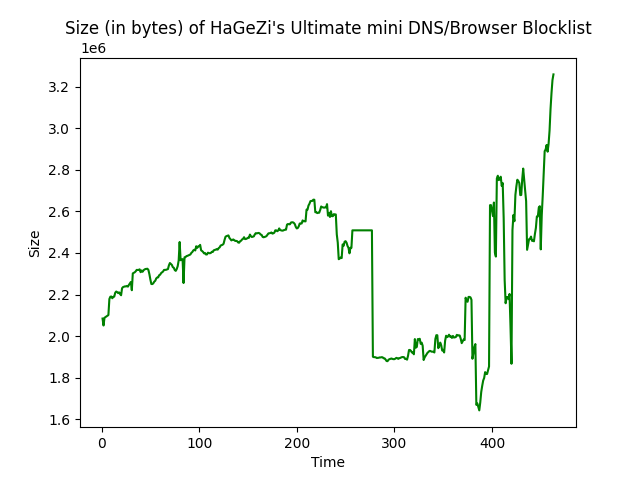 Size (in bytes) of HaGeZi's Ultimate mini DNS/Browser Blocklist
1e6
3.2
3.0
2.8
2.6
2.4
2.2
2.0
1.8
1.6
Size
0 100 200 300 400
Time